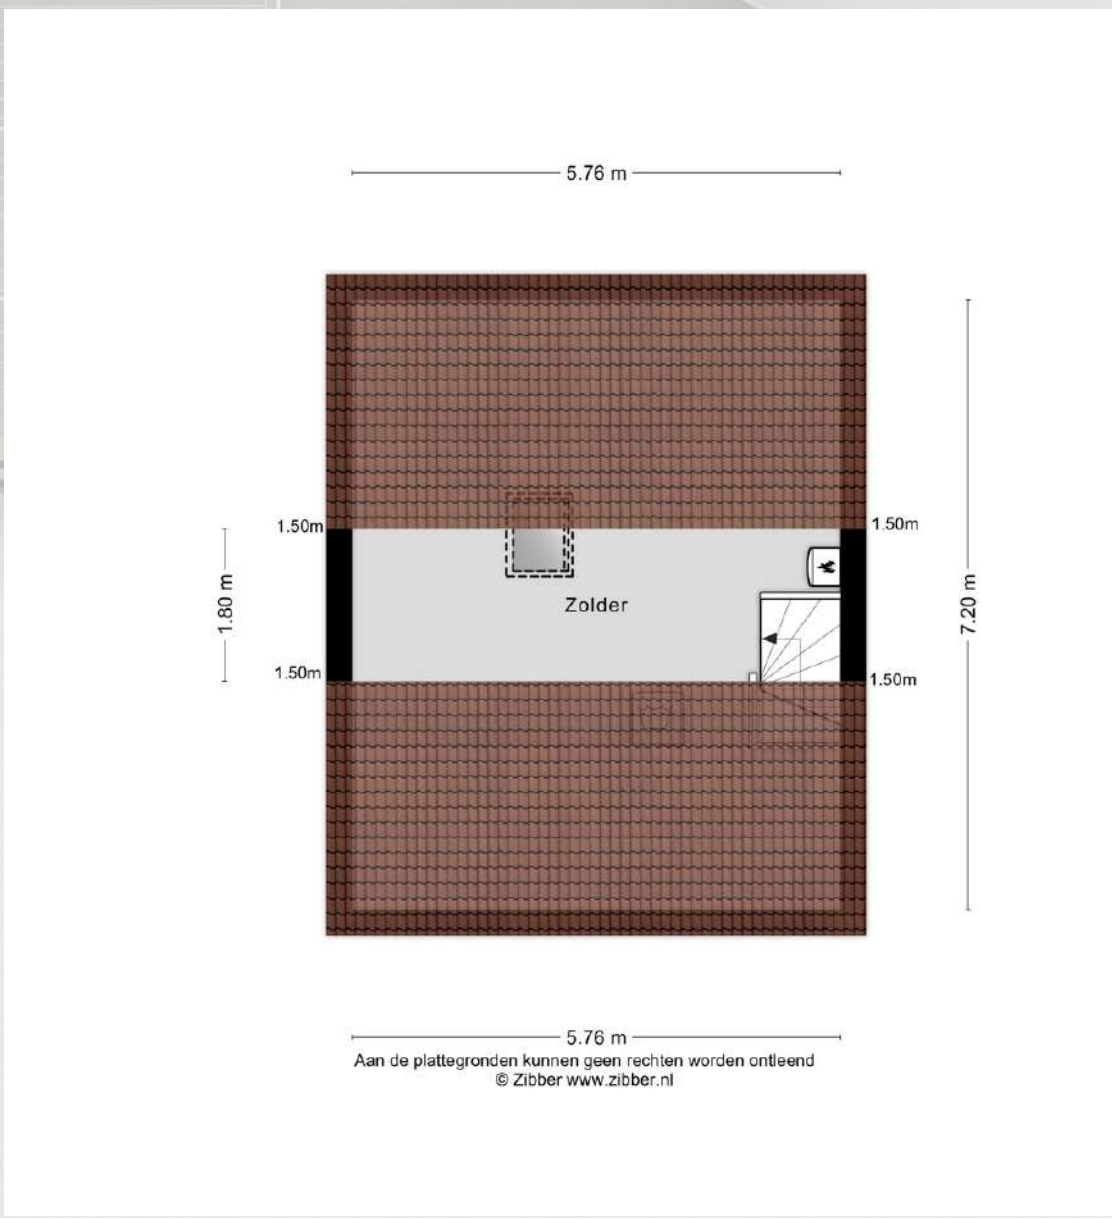 5.76 m
1.50m
1.50m
1.80 m
Zolder
7.20 m
1.50m
1.50m
5.76 m
Aan de plattegronden kunnen geen rechten worden ontleend
© Zibber www.zibber.nl